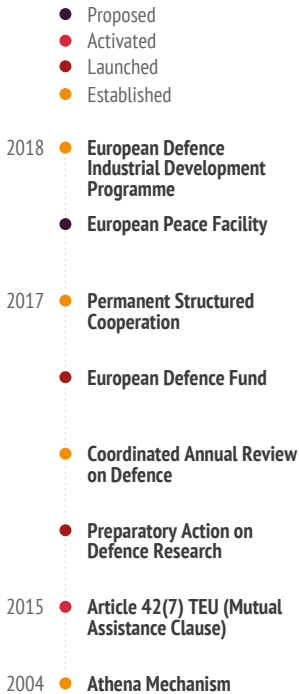 Proposed
Activated
Launched
Established
2018 European Defence
Industrial Development
Programme
European Peace Facility
2017 Permanent Structured
Cooperation
European Defence Fund
Coordinated Annual Review
on Defence
Preparatory Action on
Defence Research
2015 Article 42(7) TEU (Mutual
Assistance Clause)
2004 Athena Mechanism